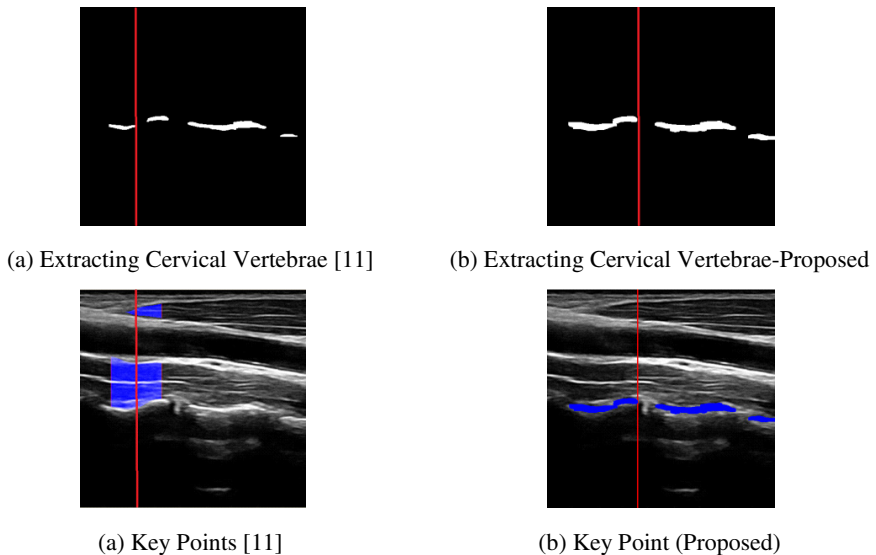 (a) Extracting Cervical Vertebrae [11]
(b) Extracting Cervical Vertebrae-Proposed
(a) Key Points [11]
(b) Key Point (Proposed)